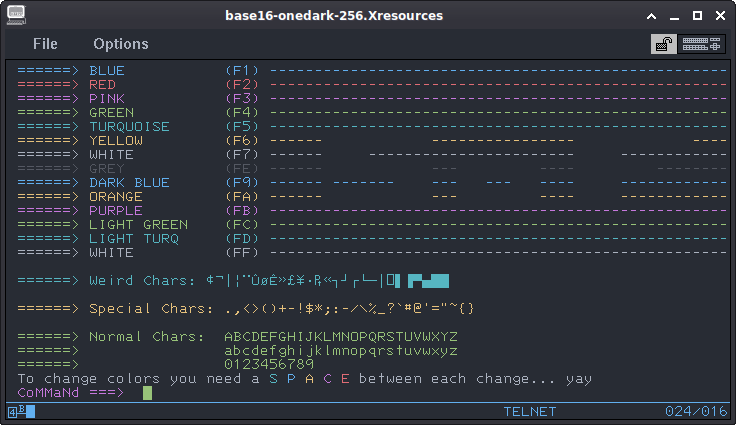 base16-onedark-256.Xresources
File Options
======> BLUE (F1) ---------------------------------------------------
======> RED (F2) ---------------------------------------------------
======> PINK (F3) ---------------------------------------------------
======> GREEN (F4) ---------------------------------------------------
======> TURQUOISE (F5) ---------------------------------------------------
======> YELLOW (F6) ------ ---------------- ----
======> WHITE (F7) ------ ---------------- ------------
======> GREY (FE) --- ---- ------------
======> DARK BLUE (F9) ------ ------- --- --- ---- ------------
======> ORANGE (FA) ------ --- ---- ----
======> PURPLE (FB) ---------------------------------------------------
======> LIGHT GREEN (FC) ---------------------------------------------------
======> LIGHT TURQ (FD) ---------------------------------------------------
======> WHITE (FF) ---------------------------------------------------
======> Weird Chars: ¢¬|¦¨ÛøÊ»£¥·₧«┐┘┌└─│
======> Special Chars: .,<>()+-!$*;:-/\%_?`#@'="~{}
======> Normal Chars: ABCDEFGHIJKLMNOPQRSTUVWXYZ
======> abcdefghijklmnopqrstuvwxyz
======> 0123456789
To change colors you need a S P A C E between each change... yay
CoMMaNd ===>
4 B TELNET 024/016